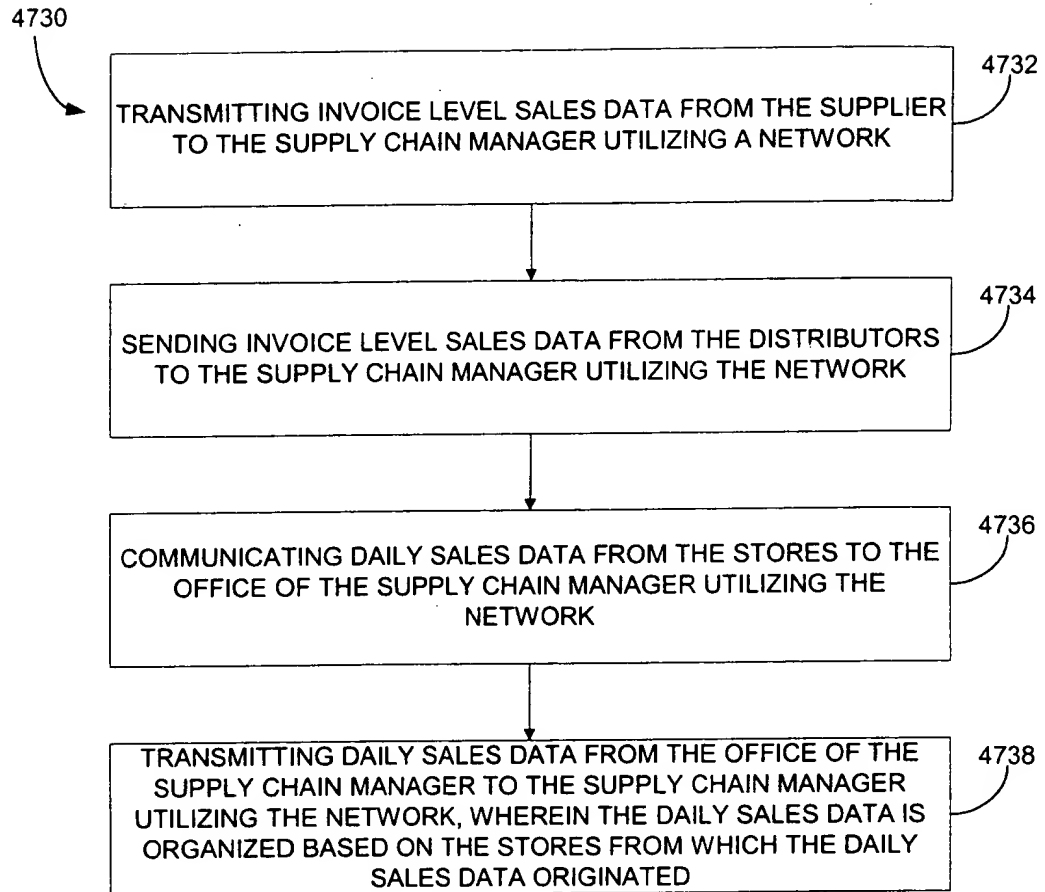 4730
4732
TRANSMITTING INVOICE LEVEL SALES DATA FROM THE SUPPLIER
TO THE SUPPLY CHAIN MANAGER UTILIZING A NETWORK
4734
SENDING INVOICE LEVEL SALES DATA FROM THE DISTRIBUTORS
TO THE SUPPLY CHAIN MANAGER UTILIZING THE NETWORK
4736
COMMUNICATING DAILY SALES DATA FROM THE STORES TO THE
OFFICE OF THE SUPPLY CHAIN MANAGER UTILIZING THE
NETWORK
4738
TRANSMITTING DAILY SALES DATA FROM THE OFFICE OF THE
SUPPLY CHAIN MANAGER TO THE SUPPLY CHAIN MANAGER
UTILIZING THE NETWORK, WHEREIN THE DAILY SALES DATA IS
ORGANIZED BASED ON THE STORES FROM WHICH THE DAILY
SALES DATA ORIGINATED